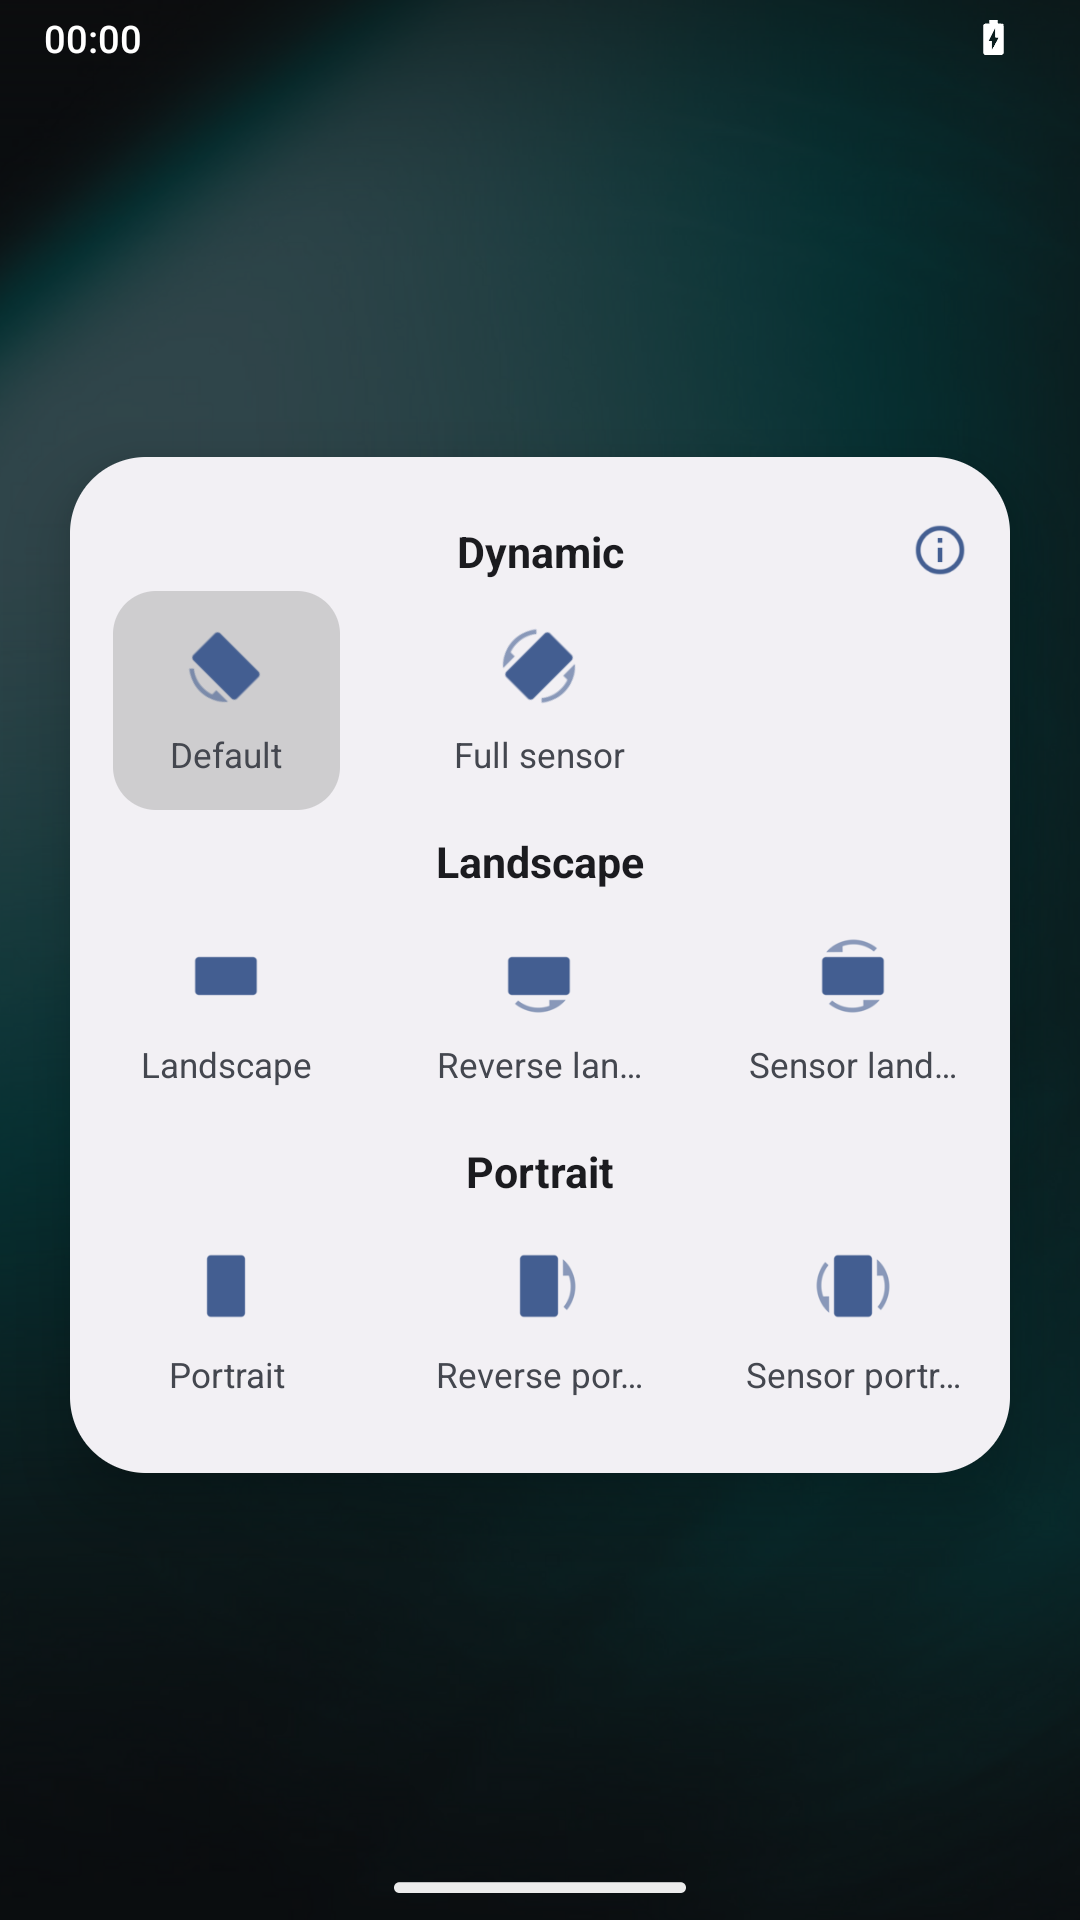 00:00
Dynamic
Default
Full sensor
Landscape
Landscape
Reverse lan…
Sensor land…
Portrait
Portrait
Reverse por…
Sensor portr…